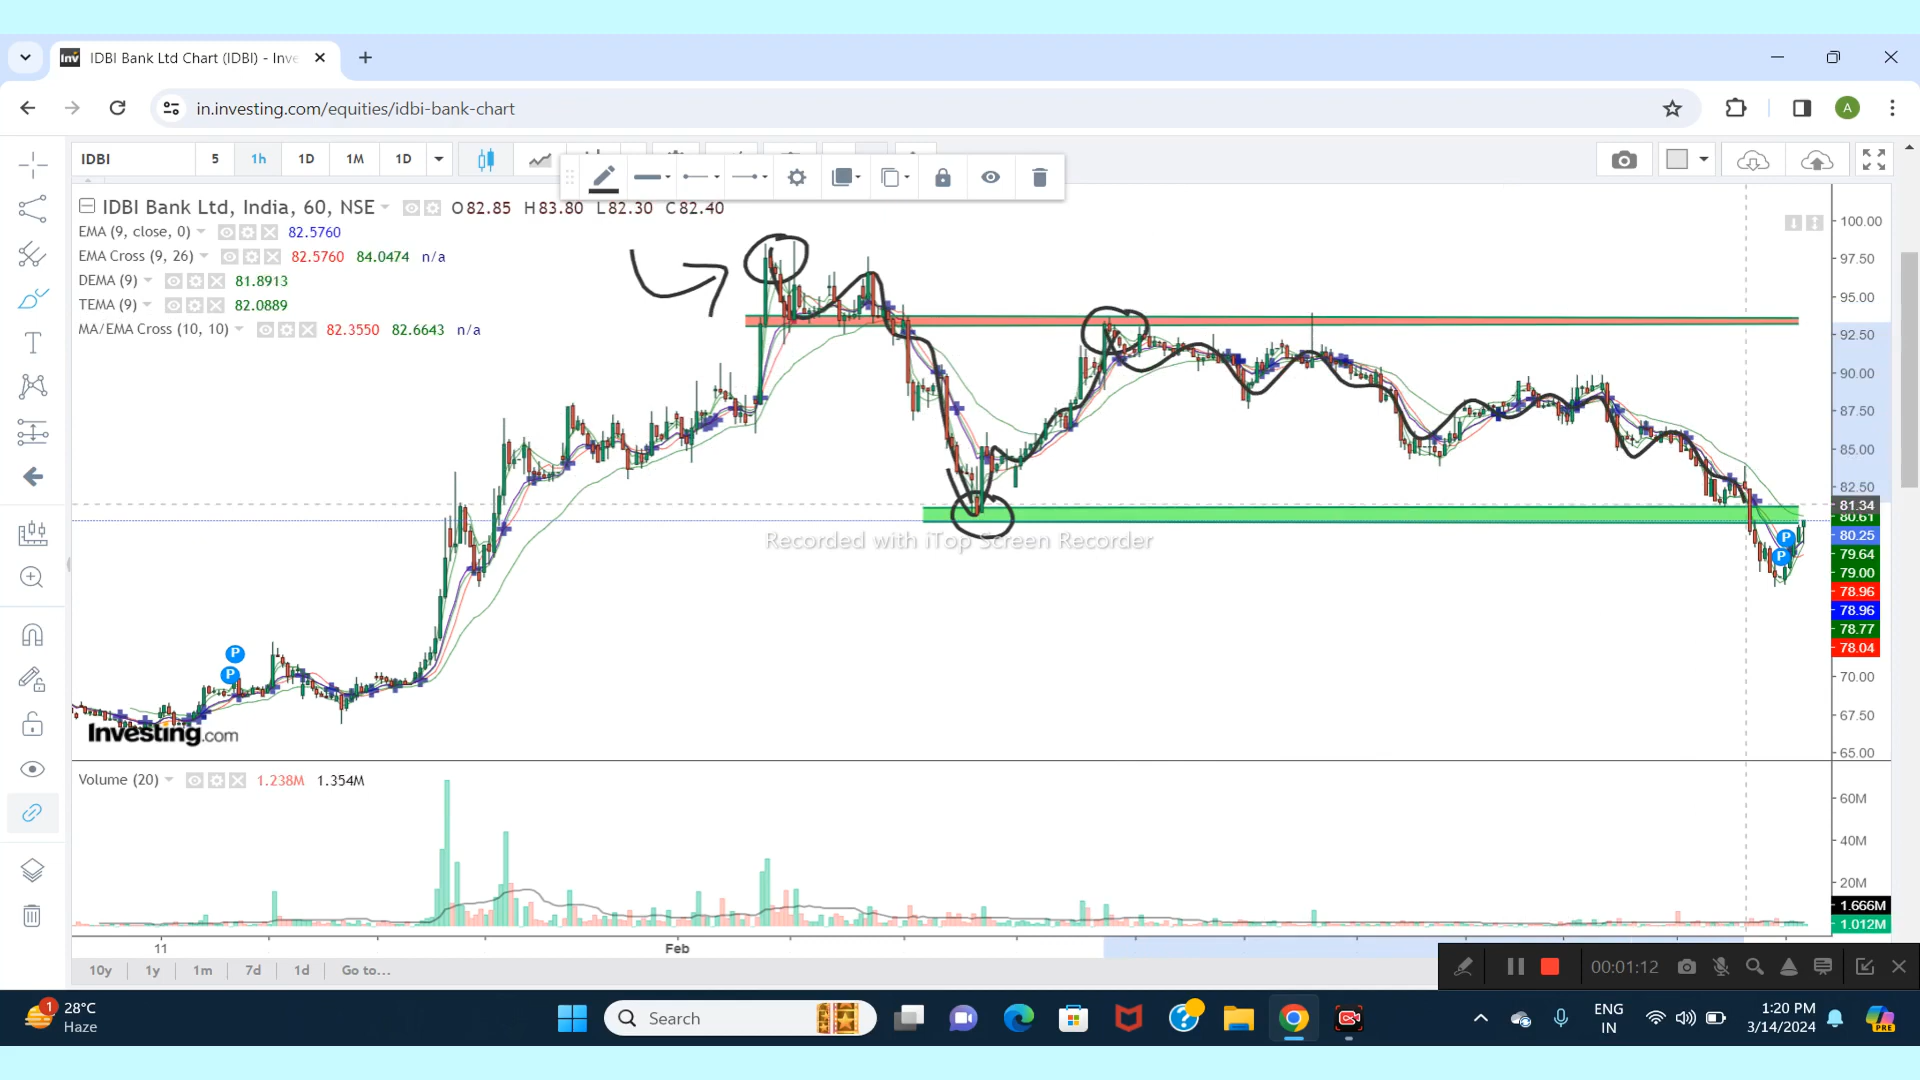 IDBI Bank Ltd Chart (IDBI) - Inve
in.investing.com/equities/idbi-bank-chart
A
IDBI 5 1h 1D 1M 1D
IDBI Bank Ltd, India, 60, NSE O82.85 H83.80 L82.30 C82.40
EMA (9, close, 0) 82.5760
EMA Cross (9, 26) 82.5760 84.0474 n/a
DEMA (9) 81.8913
TEMA (9) 82.0889
MA/EMA Cross (10, 10) 82.3550 82.6643 n/a
100.00
97.50
95.00
92.50
90.00
87.50
85.00
82.50
81.34
80.61
80.25
79.64
79.00
78.96
78.96
78.77
78.04
70.00
67.50
65.00
Recorded with iTop Screen Recorder
P
P
P
P
Investing.com
Volume (20) 1.238M 1.354M
60M
40M
20M
1.666M
1.012M
11 Feb
10y 1y 1m 7d 1d Go to...
00:01:12
1
28°C
Haze
Search
ENG
IN
1:20 PM
3/14/2024
PRE